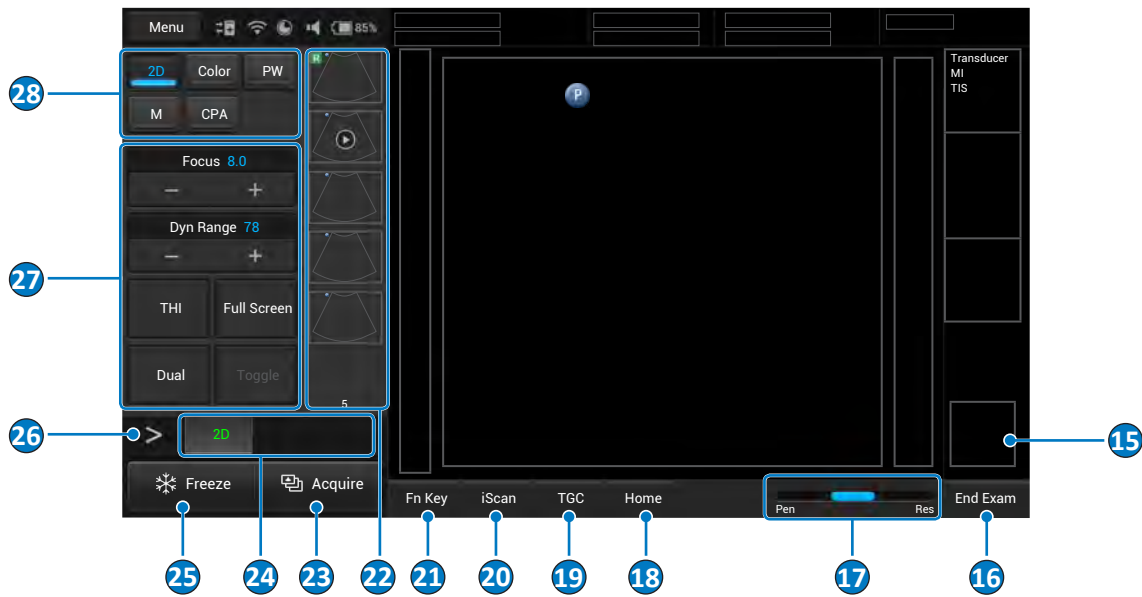 Menu 85%
2D Color PW
M CPA
Focus 8.0
− +
Dyn Range 78
− +
THI Full Screen
Dual Toggle
R
5
> 2D
Freeze Acquire
P
Transducer
MI
TIS
Fn Key iScan TGC Home
Pen Res
End Exam
28
27
26
15
25 24 23 22 21 20 19 18 17 16